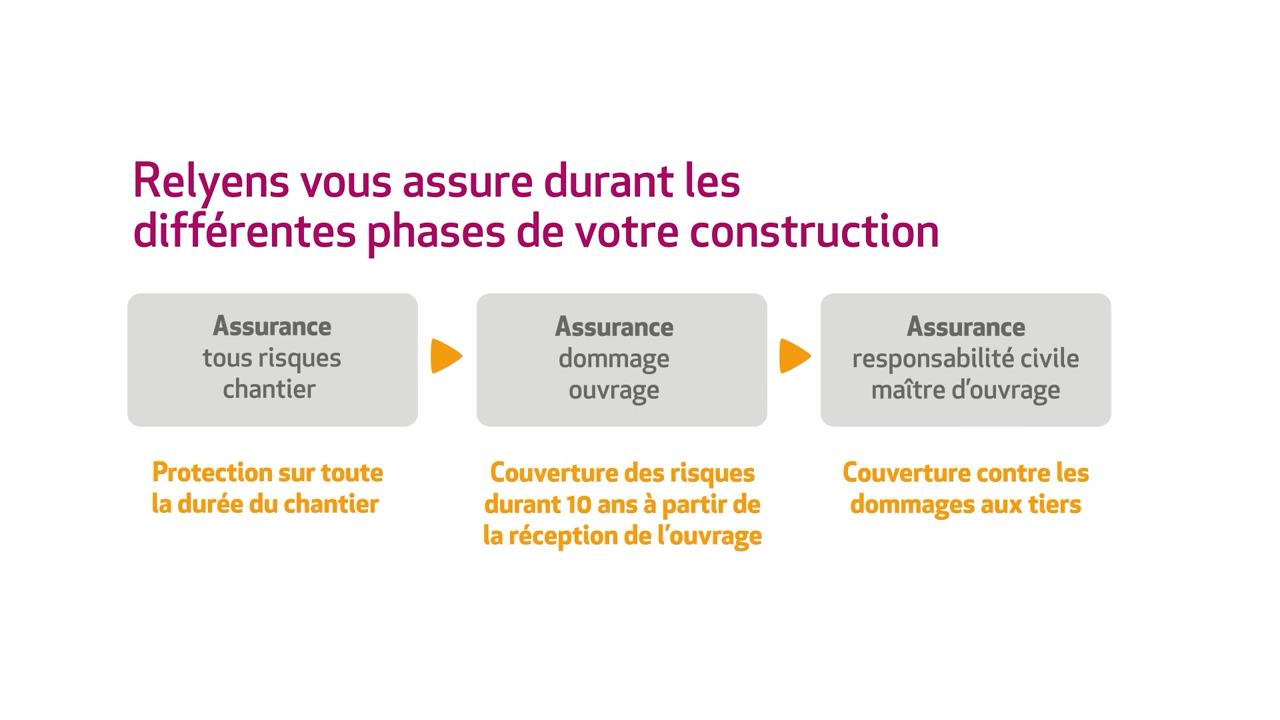 Relyens vous assure durant les
différentes phases de votre construction
Assurance
tous risques
chantier
Assurance
dommage
ouvrage
Assurance
responsabilité civile
maître d'ouvrage
Protection sur toute
la durée du chantier
Couverture des risques
durant 10 ans à partir de
la réception de l'ouvrage
Couverture contre les
dommages aux tiers